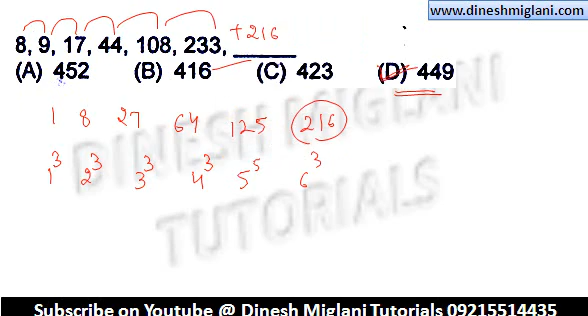 www.dineshmiglani.com
+216
8, 9, 17, 44, 108, 233, ______
(A) 452 (B) 416 (C) 423 (D) 449
1 8 27 64 125 216
1³ 2³ 3³ 4³ 5⁵ 6³
DINESH MIGLANI
TUTORIALS
Subscribe on Youtube @ Dinesh Miglani Tutorials 09215514435